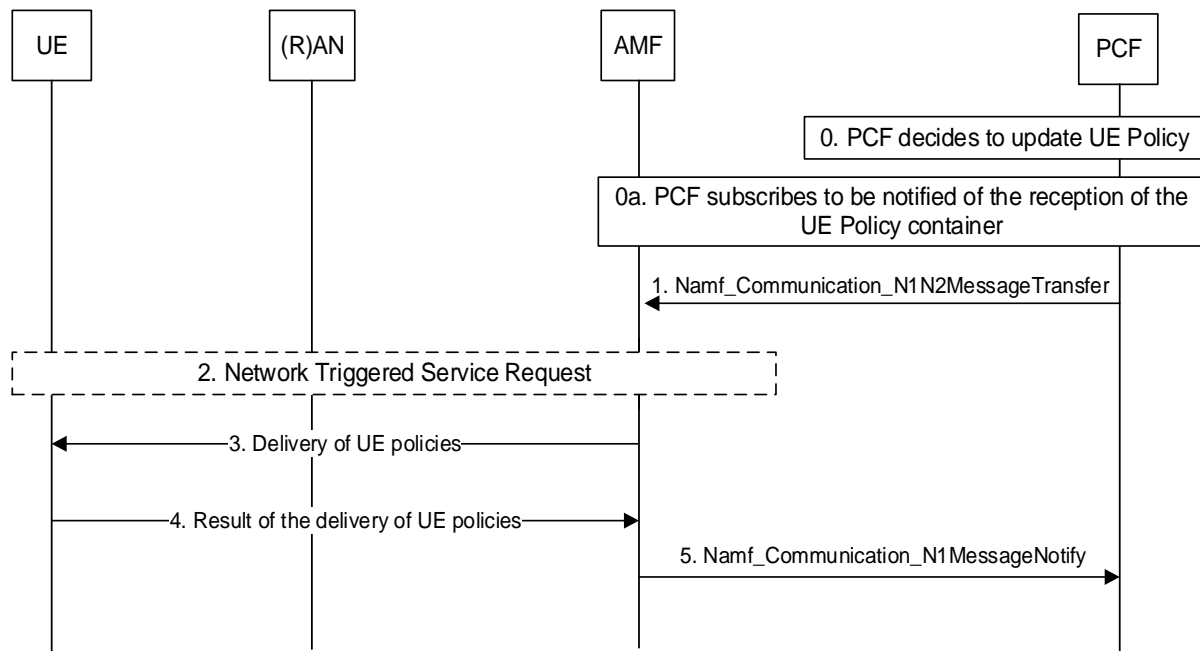 UE
(R)AN
AMF
PCF
0. PCF decides to update UE Policy
0a. PCF subscribes to be notified of the reception of the
UE Policy container
1. Namf_Communication_N1N2MessageTransfer
2. Network Triggered Service Request
3. Delivery of UE policies
4. Result of the delivery of UE policies
5. Namf_Communication_N1MessageNotify